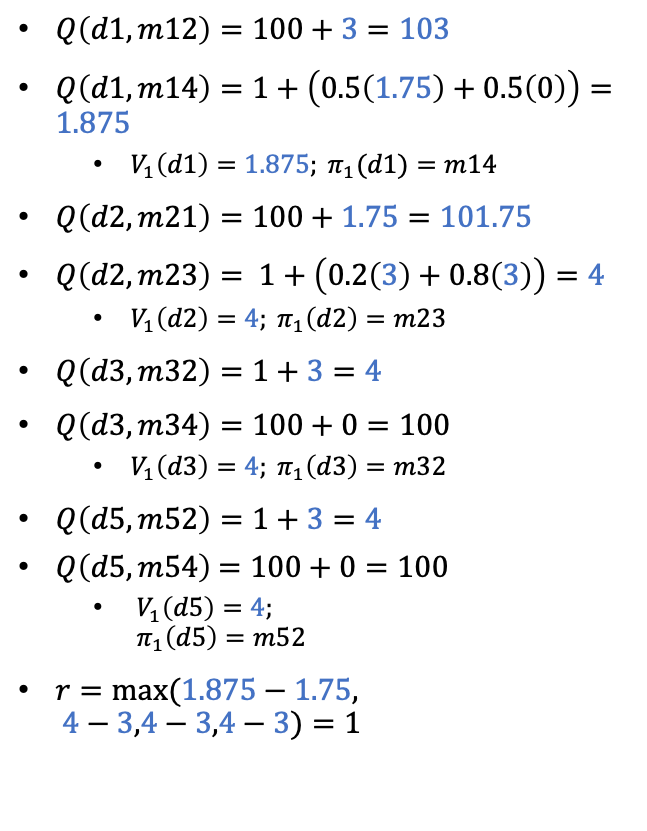 • Q(d1, m12) = 100 + 3 = 103
• Q(d1, m14) = 1 + (0.5(1.75) + 0.5(0)) =
1.875
• V₁(d1) = 1.875; π₁(d1) = m14
• Q(d2, m21) = 100 + 1.75 = 101.75
• Q(d2, m23) = 1 + (0.2(3) + 0.8(3)) = 4
• V₁(d2) = 4; π₁(d2) = m23
• Q(d3, m32) = 1 + 3 = 4
• Q(d3, m34) = 100 + 0 = 100
• V₁(d3) = 4; π₁(d3) = m32
• Q(d5, m52) = 1 + 3 = 4
• Q(d5, m54) = 100 + 0 = 100
• V₁(d5) = 4;
π₁(d5) = m52
• r = max(1.875 − 1.75,
4 − 3,4 − 3,4 − 3) = 1